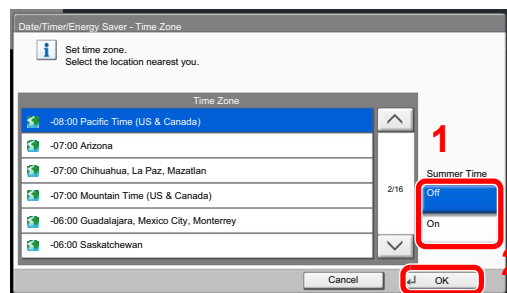 Date/Timer/Energy Saver - Time Zone
Set time zone.
Select the location nearest you.
Time Zone
-08:00 Pacific Time (US & Canada)
-07:00 Arizona
-07:00 Chihuahua, La Paz, Mazatlan
-07:00 Mountain Time (US & Canada)
-06:00 Guadalajara, Mexico City, Monterrey
-06:00 Saskatchewan
2/16
1
Summer Time
Off
On
Cancel
OK
2